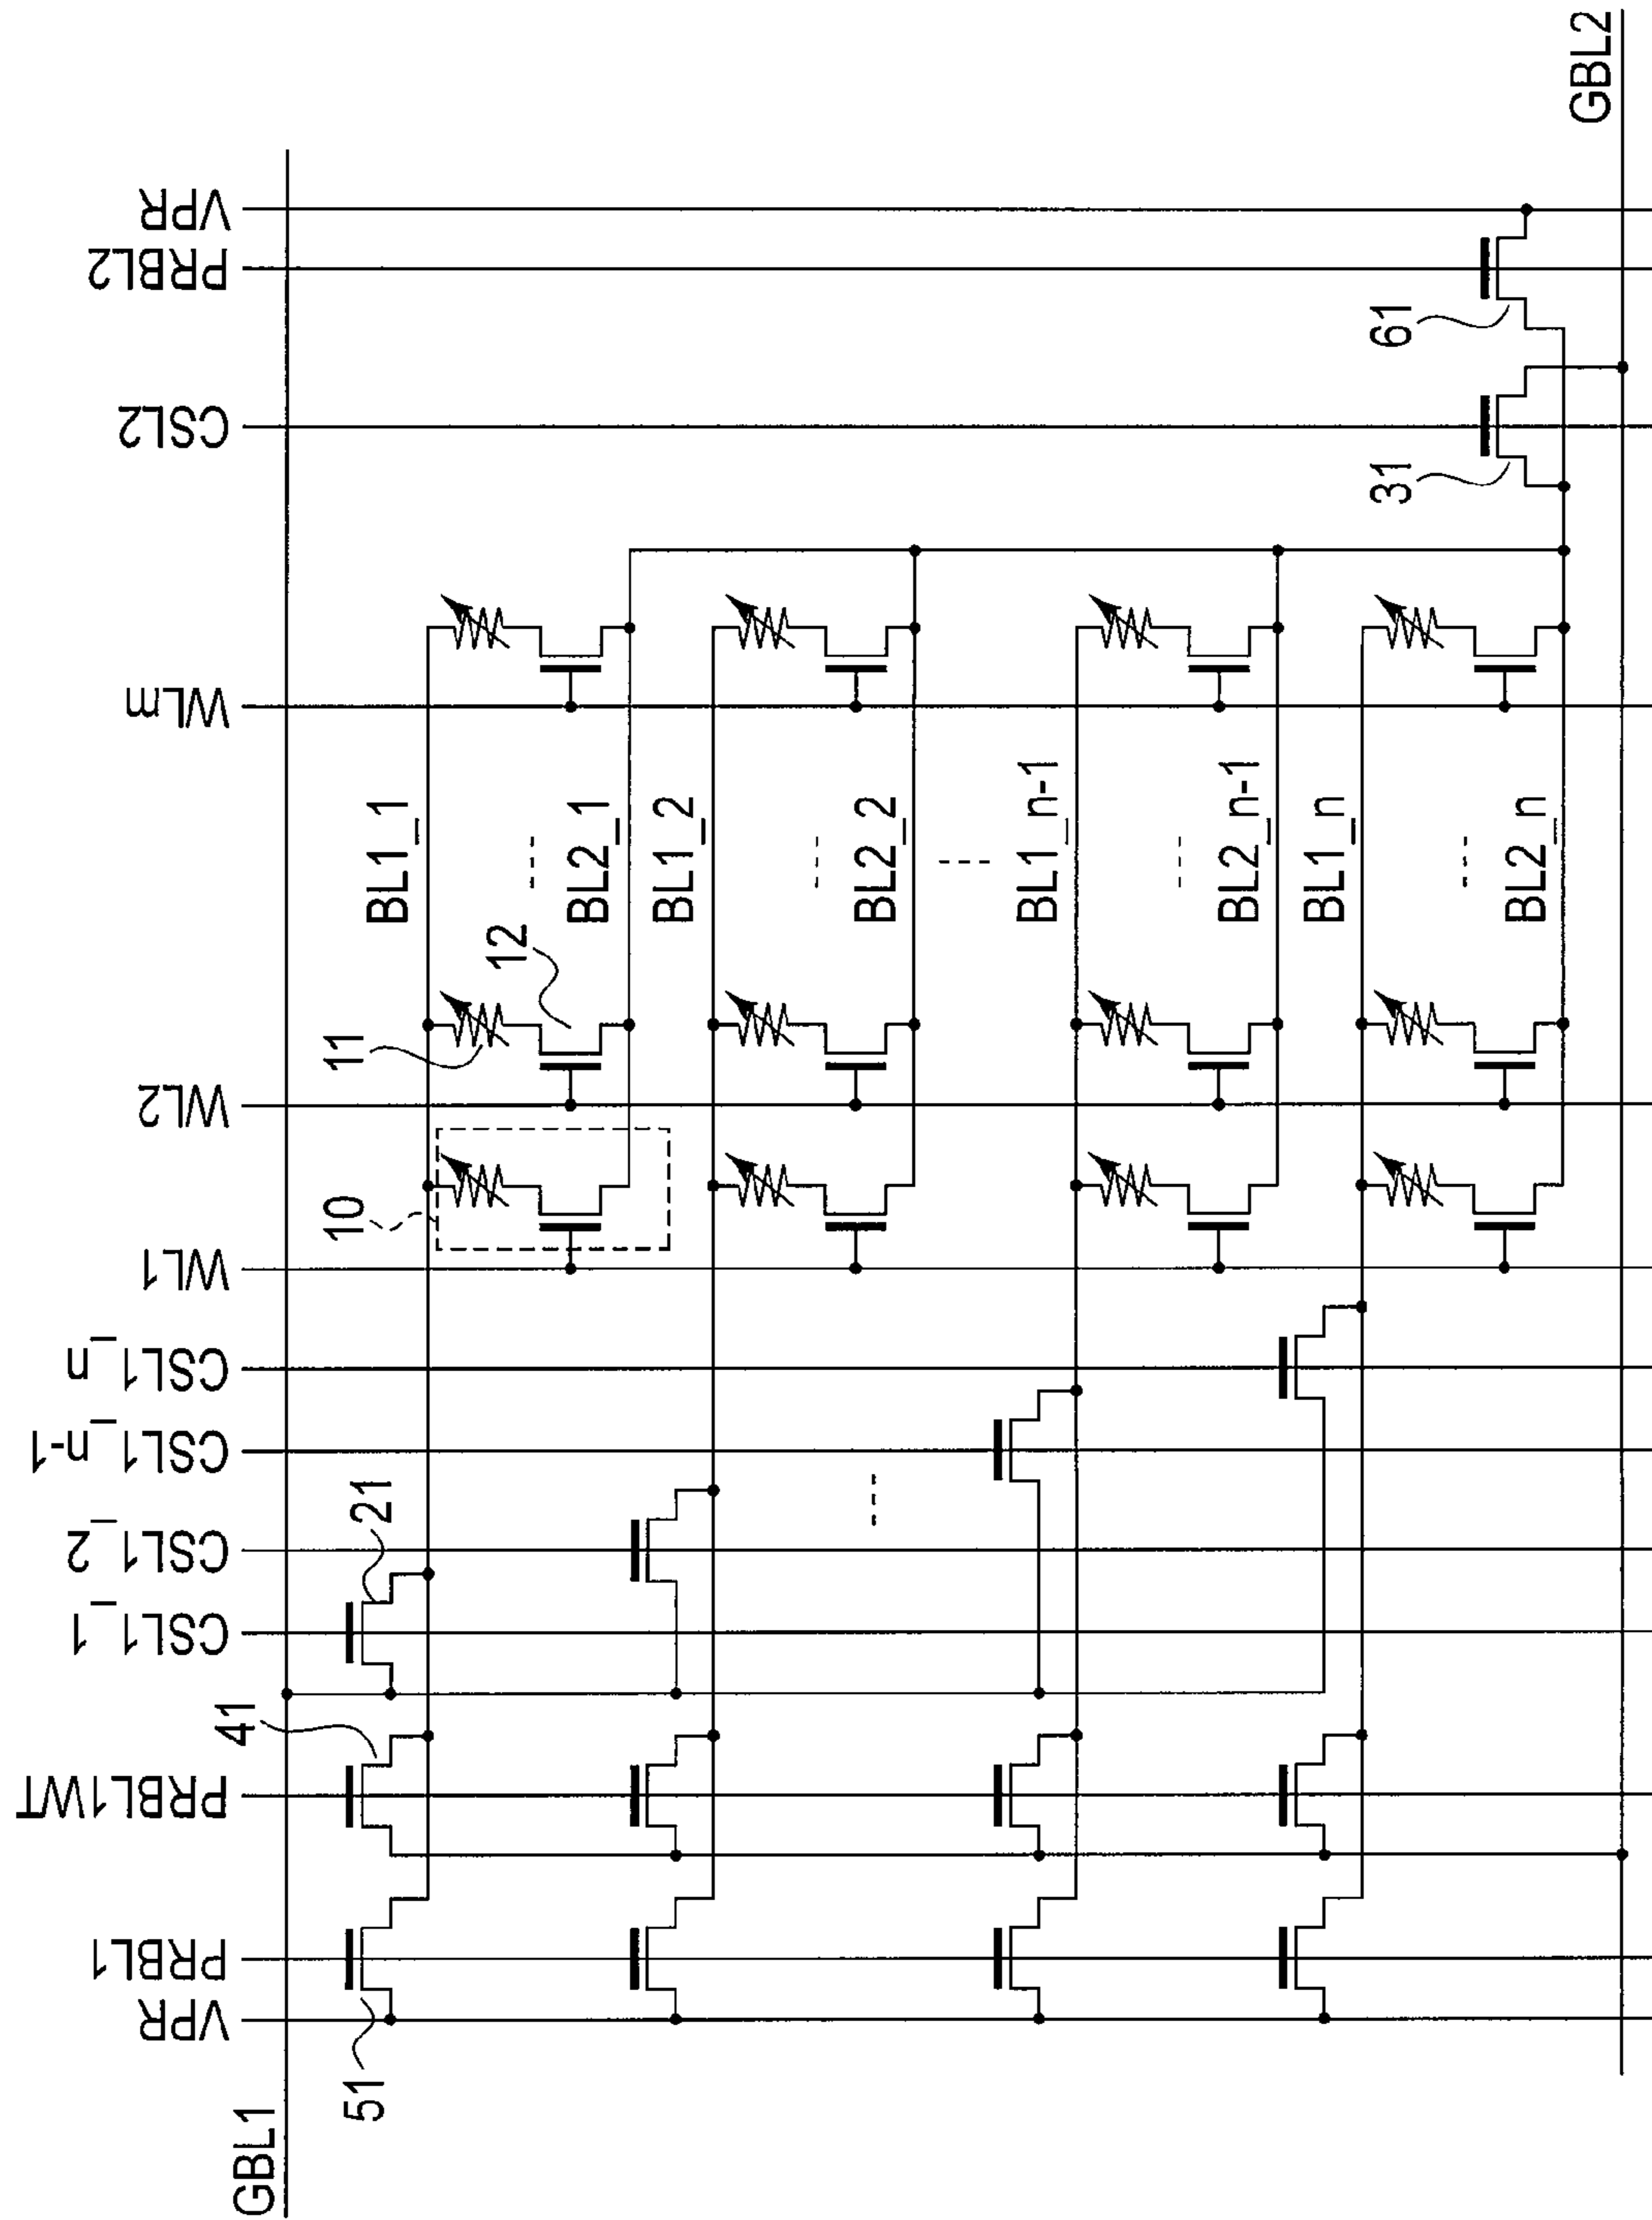 GBL1
VPR
PRBL1
PRBL1WT
CSL1_1
CSL1_2
CSL1_n-1
CSL1_n
WL1
WL2
WLm
CSL2
PRBL2
VPR
51
41
21
10
11
12
BL1_1
BL2_1
BL1_2
BL2_2
BL1_n-1
BL2_n-1
BL1_n
BL2_n
31
61
GBL2